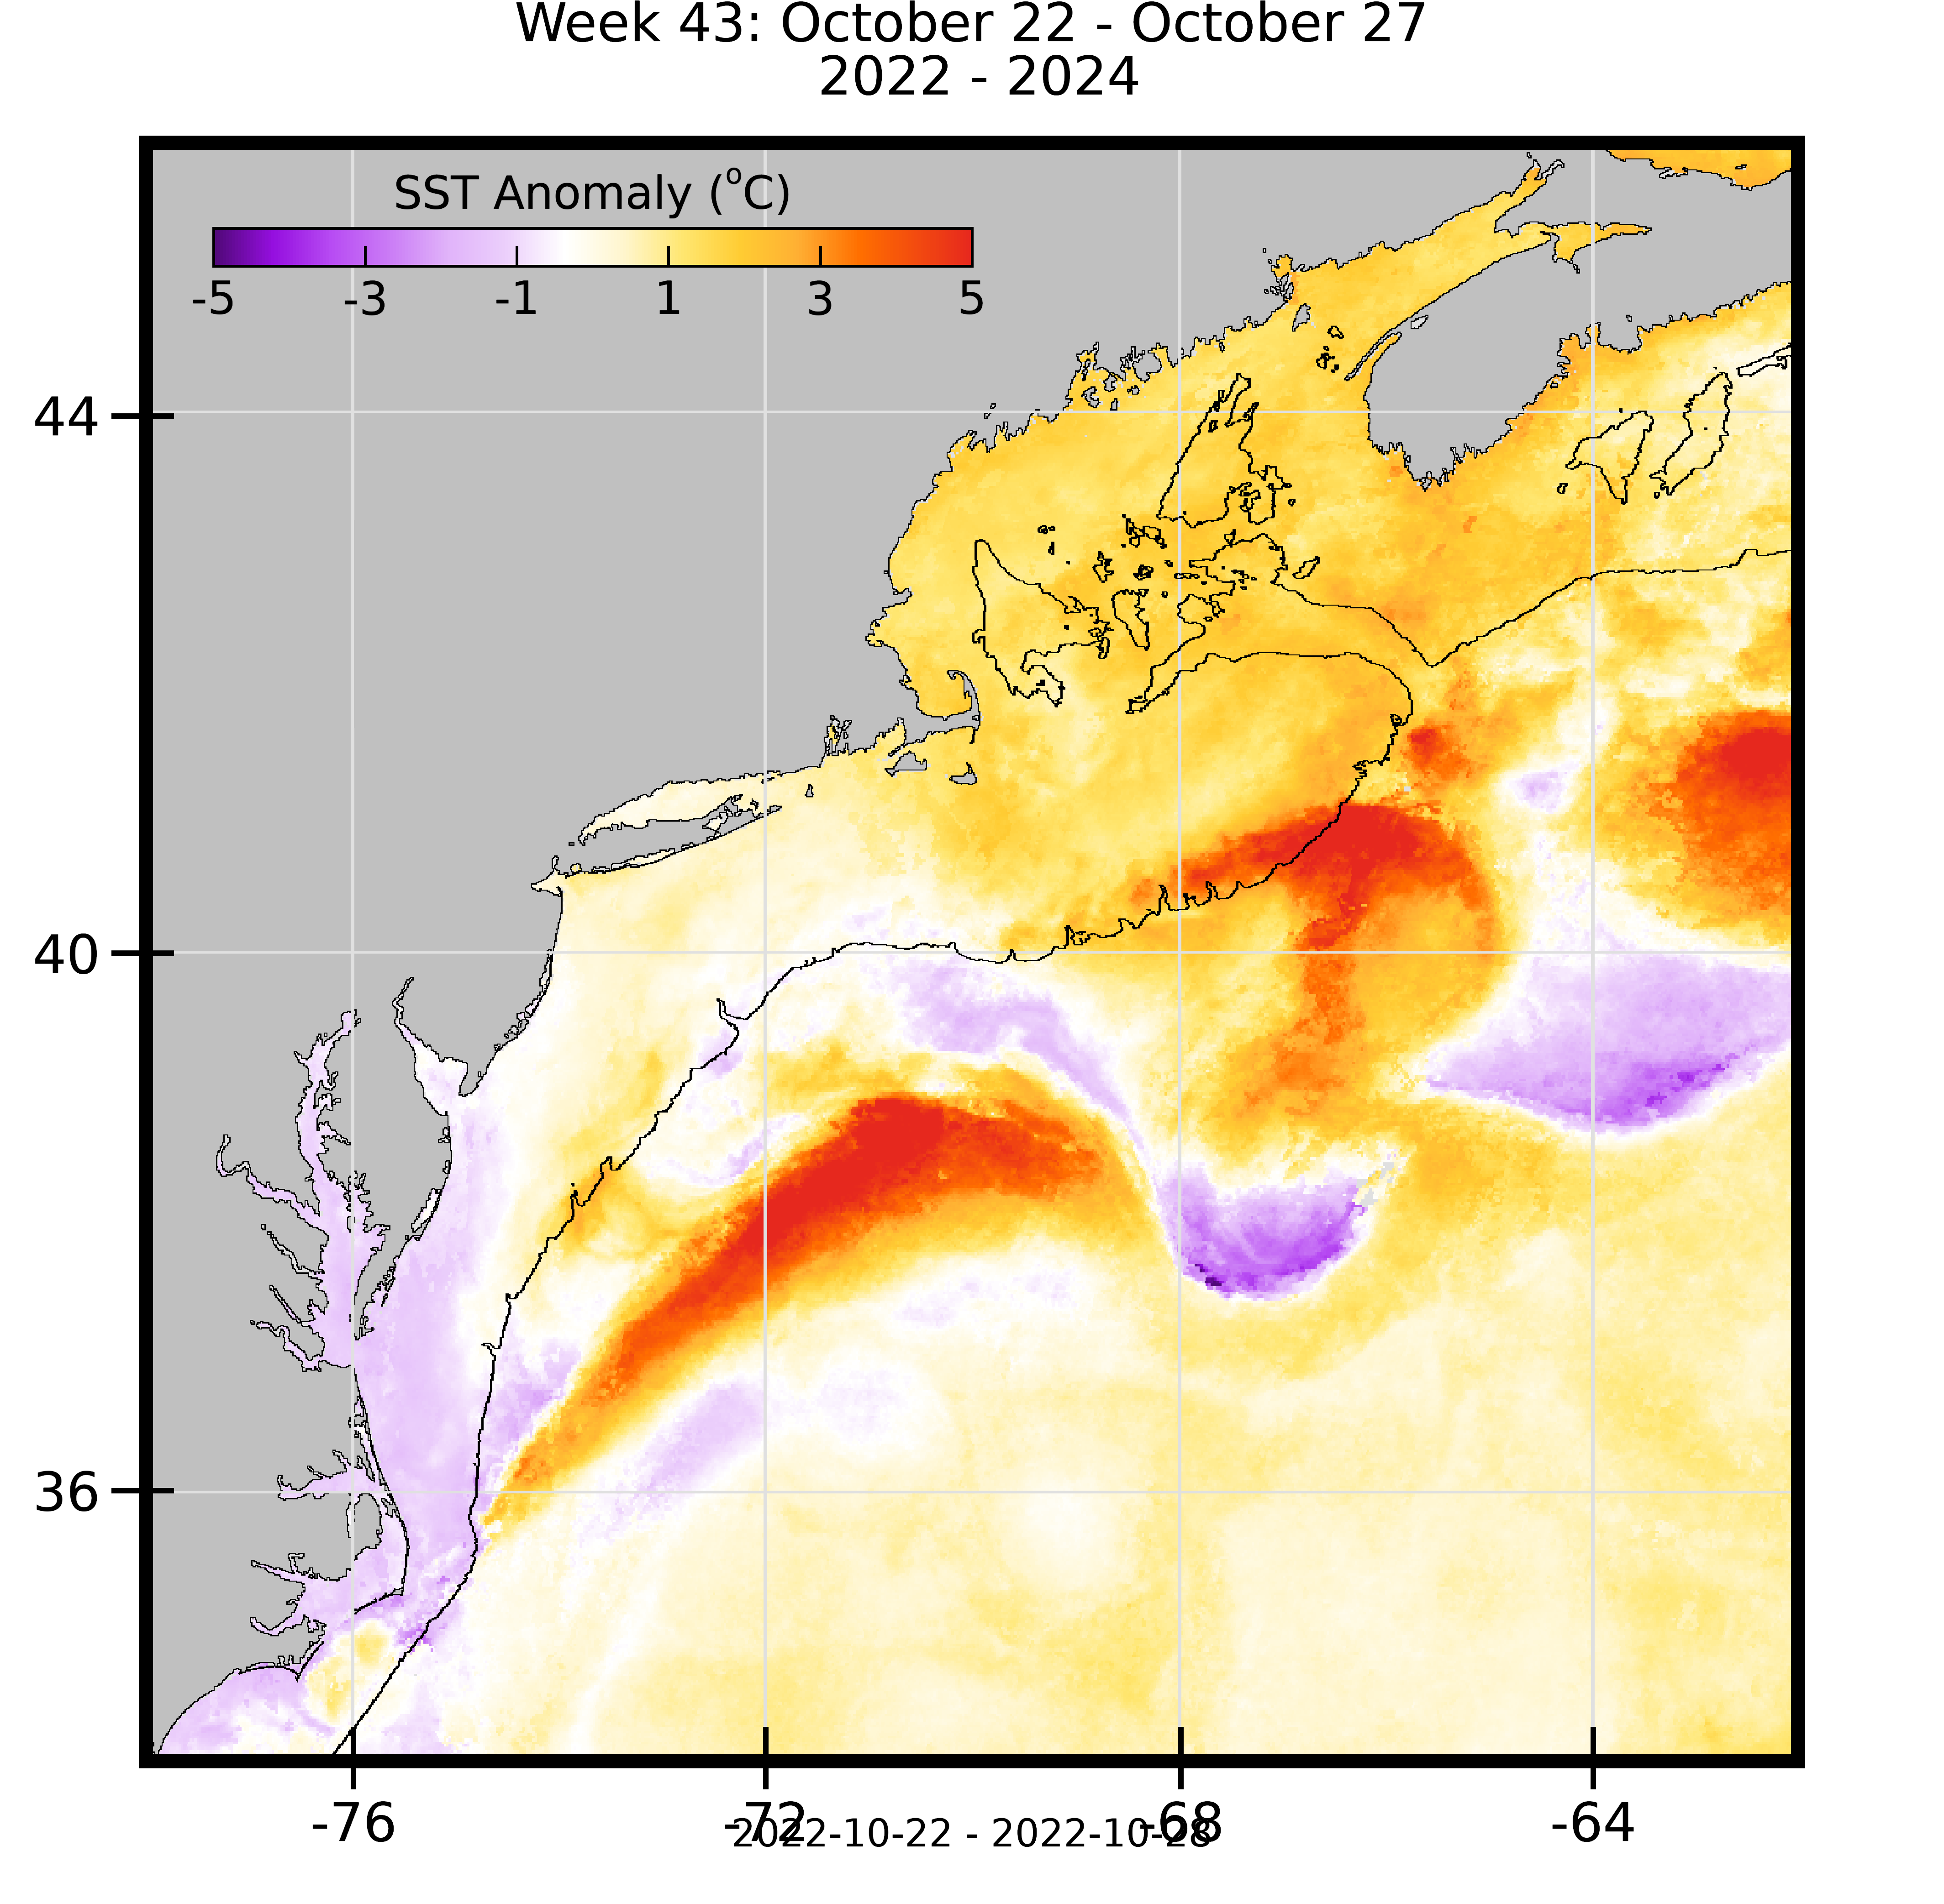 Week 43: October 22 - October 27
2022 - 2024
SST Anomaly (°C)
-5 -3 -1 1 3 5
44
40
36
-76 -72 -68 -64
2022-10-22 - 2022-10-28